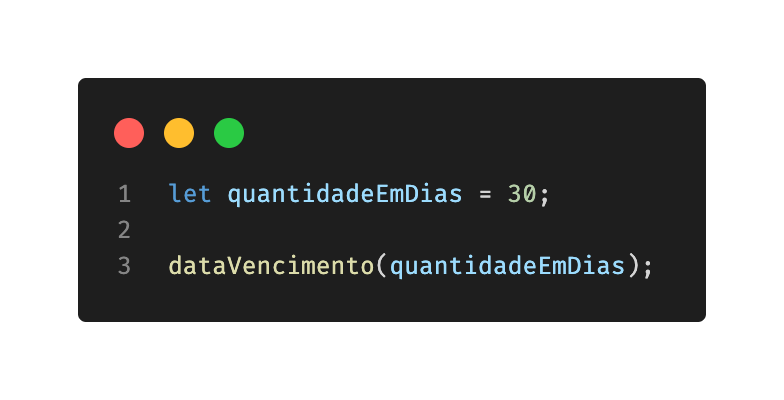 1 let quantidadeEmDias = 30;
2
3 dataVencimento(quantidadeEmDias);